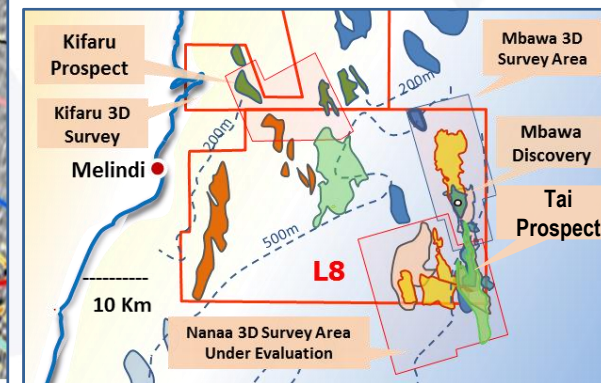 Kifaru
Prospect
Mbawa 3D
Survey Area
200m
Kifaru 3D
Survey
200m
Mbawa
Discovery
Melindi
Tai
Prospect
500m
L8
10 Km
Nanaa 3D Survey Area
Under Evaluation